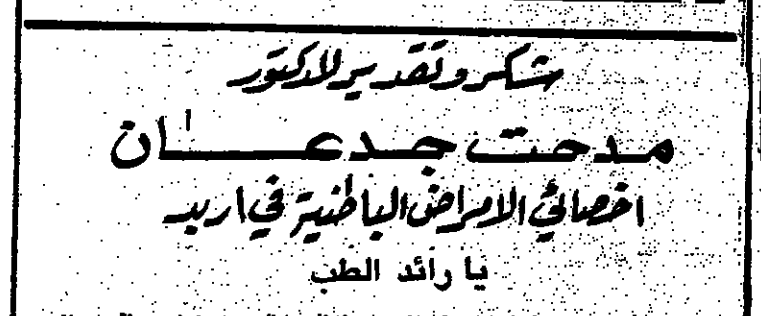 شكر وتقدير للدكتور
مدحت جدعان
اخصائي الامراض الباطنية في اربد
يا رائد الطب